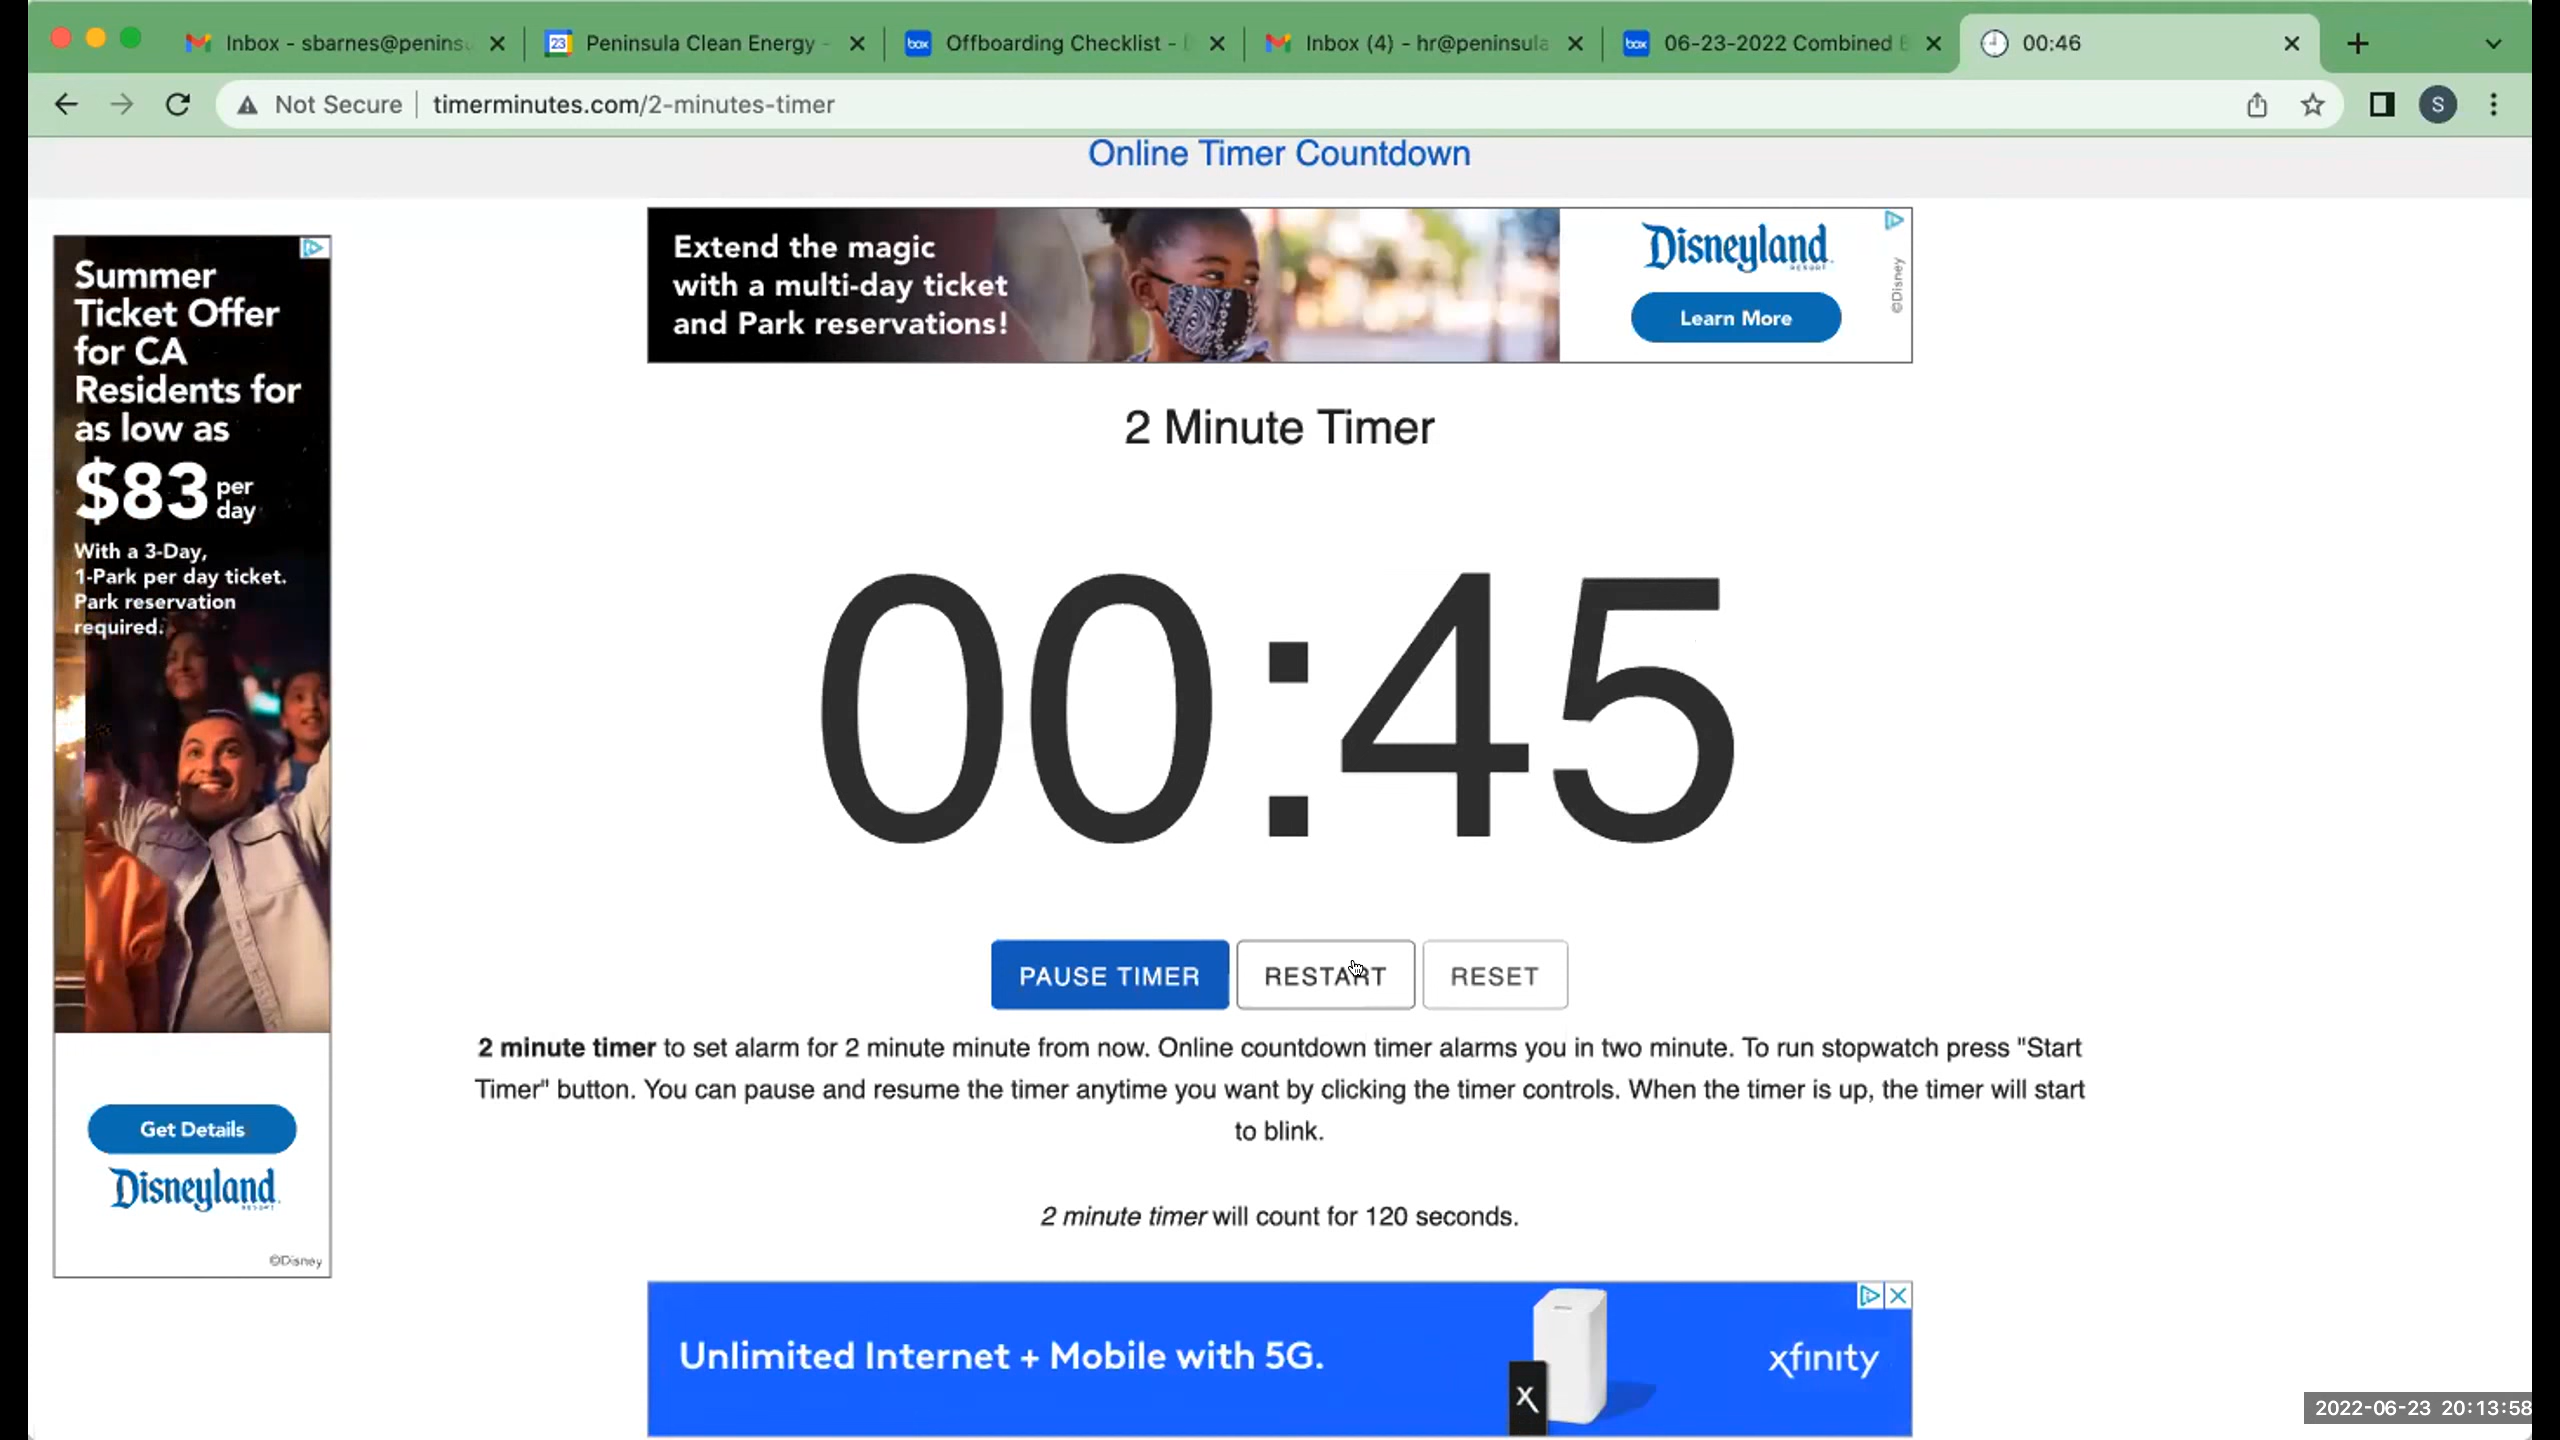 Inbox - sbarnes@penins
Peninsula Clean Energy -
Offboarding Checklist -
Inbox (4) - hr@peninsula
06-23-2022 Combined
00:46
Not Secure
timerminutes.com/2-minutes-timer
S
Online Timer Countdown
Extend the magic
with a multi-day ticket
and Park reservations!
Disneyland
RESORT
Learn More
©Disney
Summer
Ticket Offer
for CA
Residents for
as low as
$83 per day
With a 3-Day,
1-Park per day ticket.
Park reservation
required.
Get Details
Disneyland
RESORT
©Disney
2 Minute Timer
00:45
PAUSE TIMER
RESTART
RESET
2 minute timer to set alarm for 2 minute minute from now. Online countdown timer alarms you in two minute. To run stopwatch press "Start
Timer" button. You can pause and resume the timer anytime you want by clicking the timer controls. When the timer is up, the timer will start
to blink.
2 minute timer will count for 120 seconds.
Unlimited Internet + Mobile with 5G.
X
xfinity
2022-06-23 20:13:58